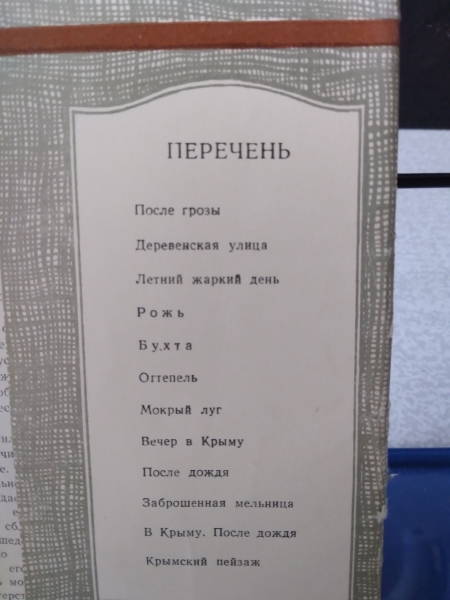 ПЕРЕЧЕНЬ
После грозы
Деревенская улица
Летний жаркий день
Рожь
Бухта
Оттепель
Мокрый луг
Вечер в Крыму
После дождя
Заброшенная мельница
В Крыму. После дождя
Крымский пейзаж